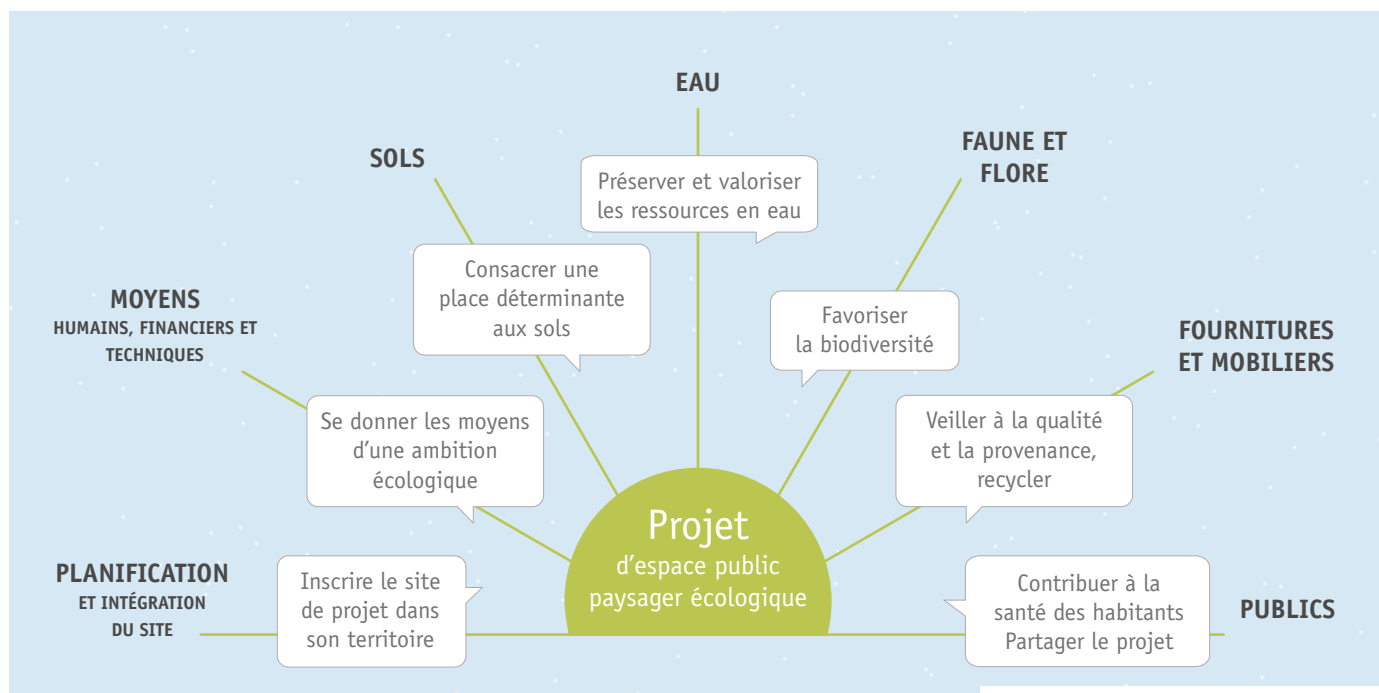 EAU
SOLS
FAUNE ET
FLORE
Préserver et valoriser
les ressources en eau
Consacrer une
place déterminante
aux sols
MOYENS
HUMAINS, FINANCIERS ET
TECHNIQUES
Favoriser
la biodiversité
FOURNITURES
ET MOBILIERS
Se donner les moyens
d’une ambition
écologique
Veiller à la qualité
et la provenance,
recycler
Projet
d’espace public
paysager écologique
PLANIFICATION
ET INTÉGRATION
DU SITE
Inscrire le site
de projet dans
son territoire
Contribuer à la
santé des habitants
Partager le projet
PUBLICS